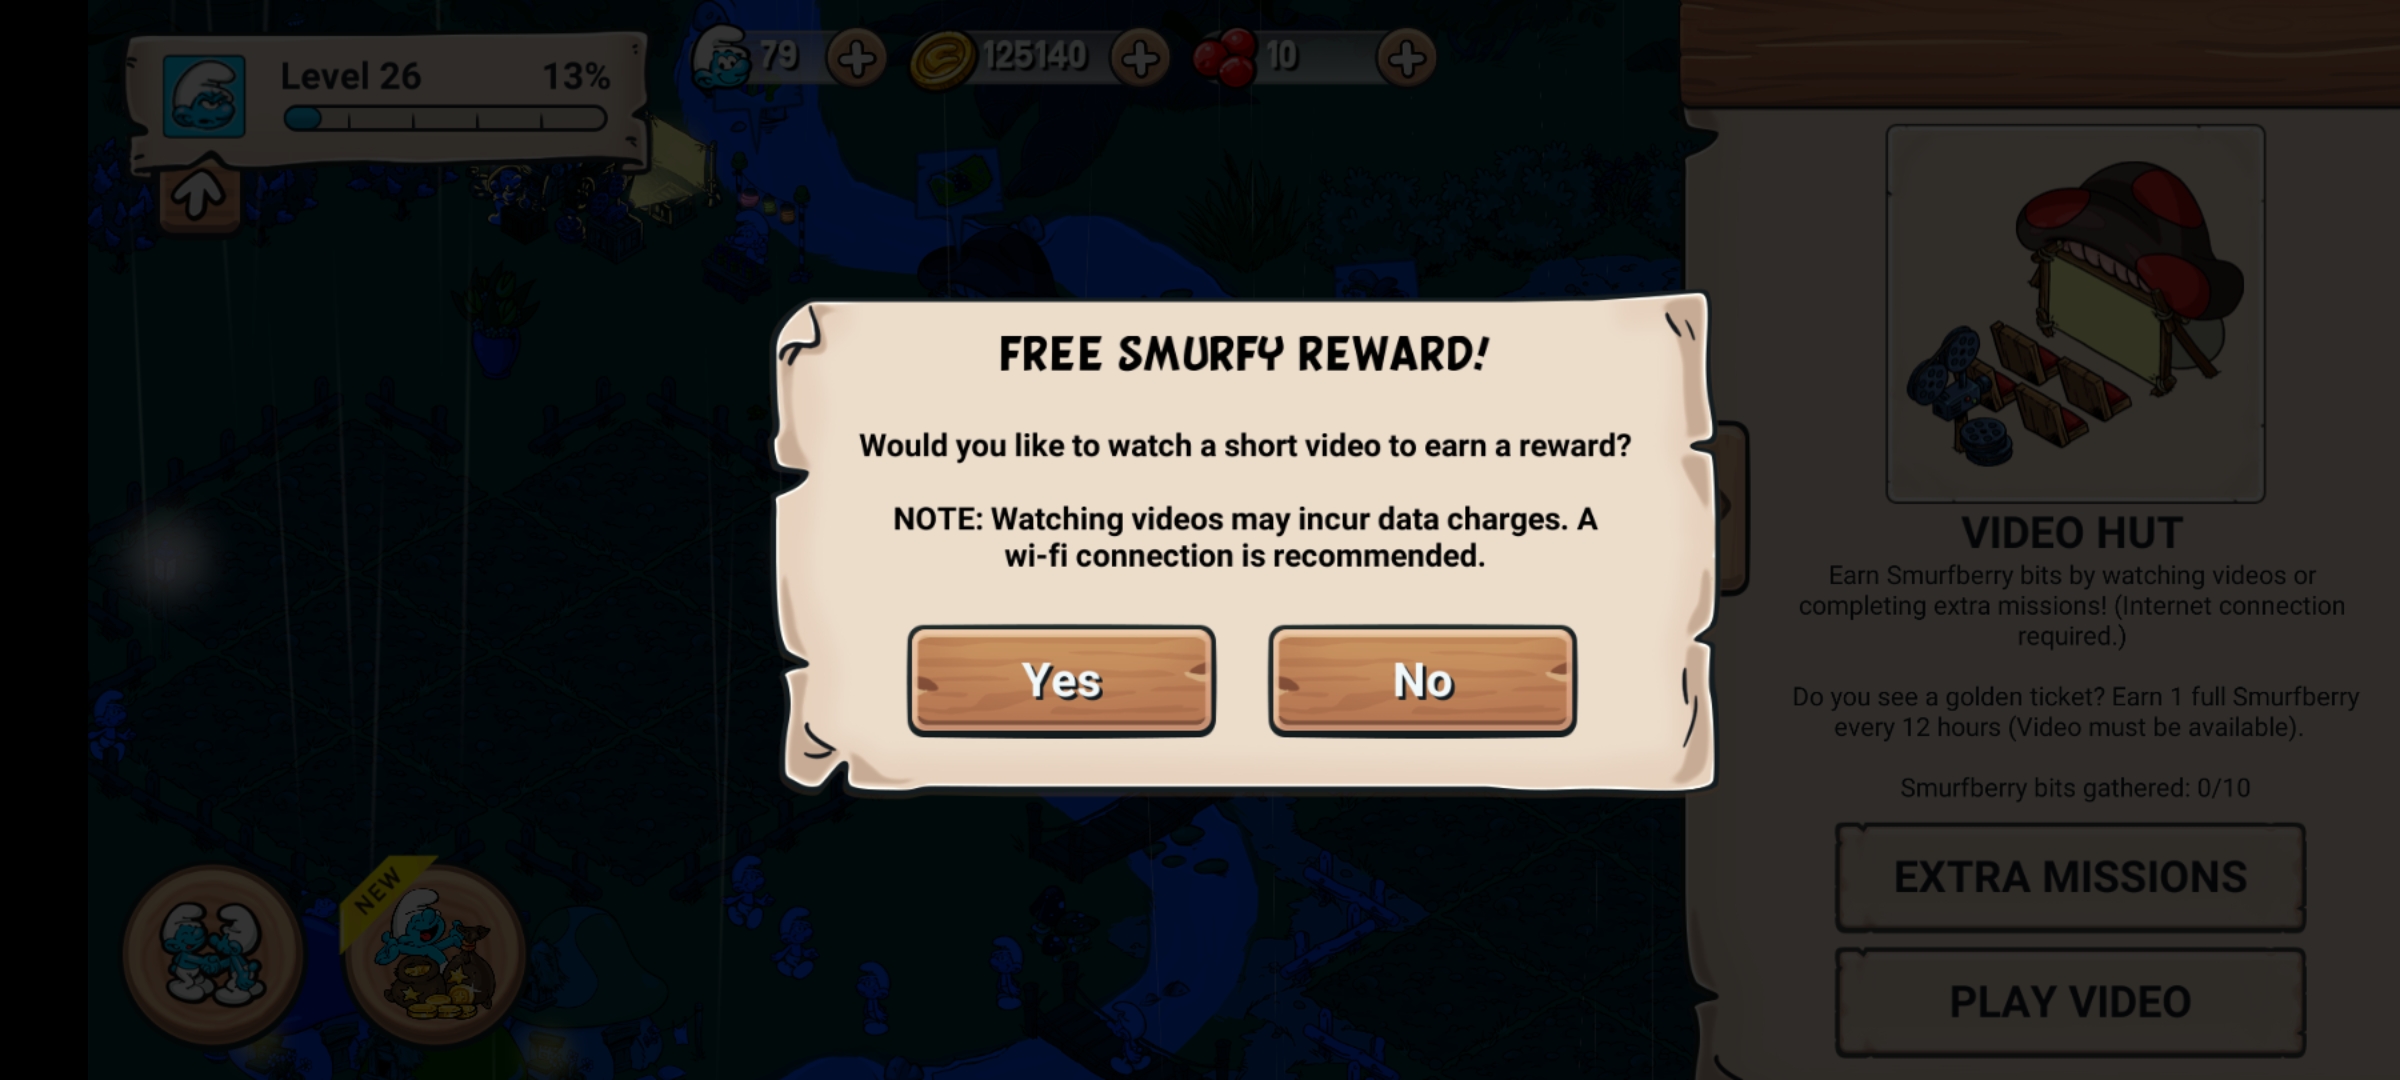 Level 26
13%
79
125140
10
FREE SMURFY REWARD!
Would you like to watch a short video to earn a reward?
NOTE: Watching videos may incur data charges. A
wi-fi connection is recommended.
Yes
No
VIDEO HUT
Earn Smurfberry bits by watching videos or
completing extra missions! (Internet connection
required.)
Do you see a golden ticket? Earn 1 full Smurfberry
every 12 hours (Video must be available).
Smurfberry bits gathered: 0/10
EXTRA MISSIONS
PLAY VIDEO
NEW